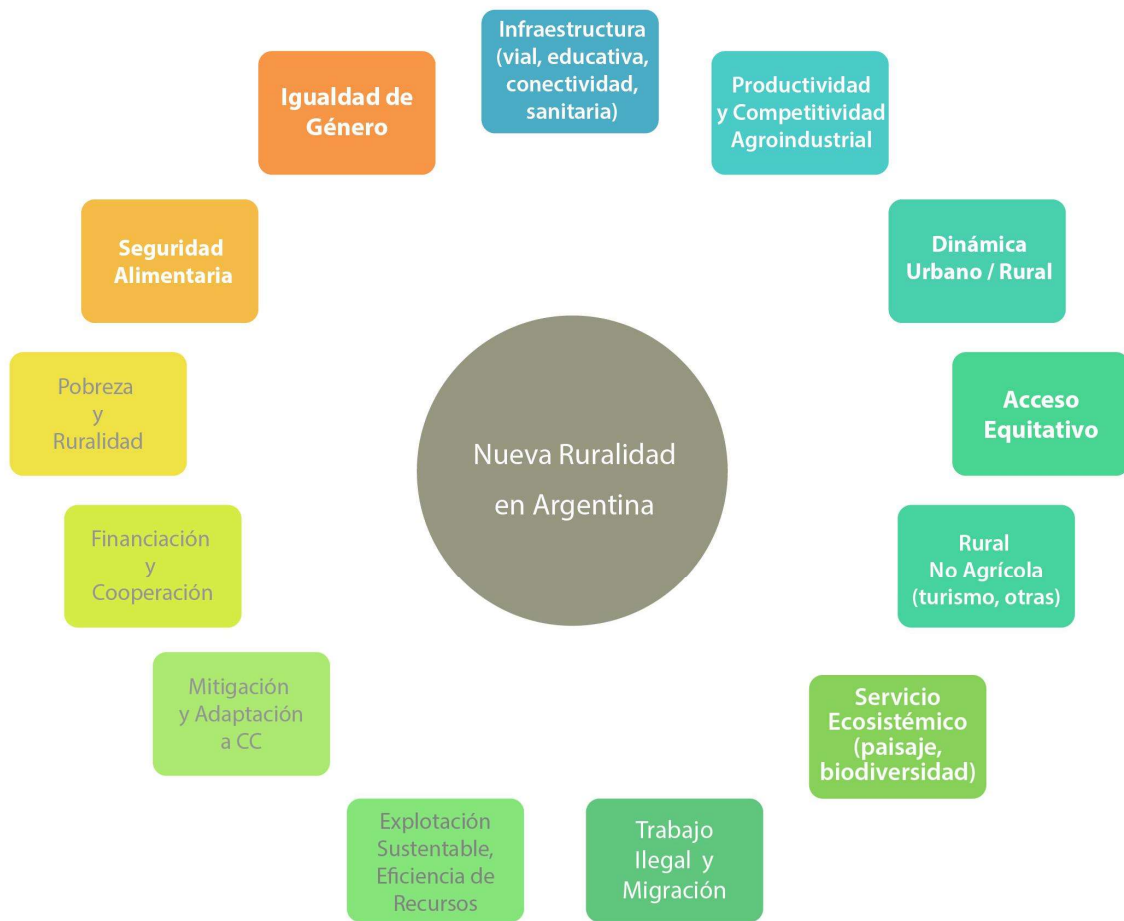 Infraestructura
(vial, educativa,
conectividad,
sanitaria)
Productividad
y Competitividad
Agroindustrial
Dinámica
Urbano / Rural
Acceso
Equitativo
Rural
No Agrícola
(turismo, otras)
Servicio
Ecosistémico
(paisaje,
biodiversidad)
Trabajo
Ilegal y
Migración
Explotación
Sustentable,
Eficiencia de
Recursos
Mitigación
y Adaptación
a CC
Financiación
y
Cooperación
Pobreza
y
Ruralidad
Seguridad
Alimentaria
Igualdad de
Género
Nueva Ruralidad
en Argentina